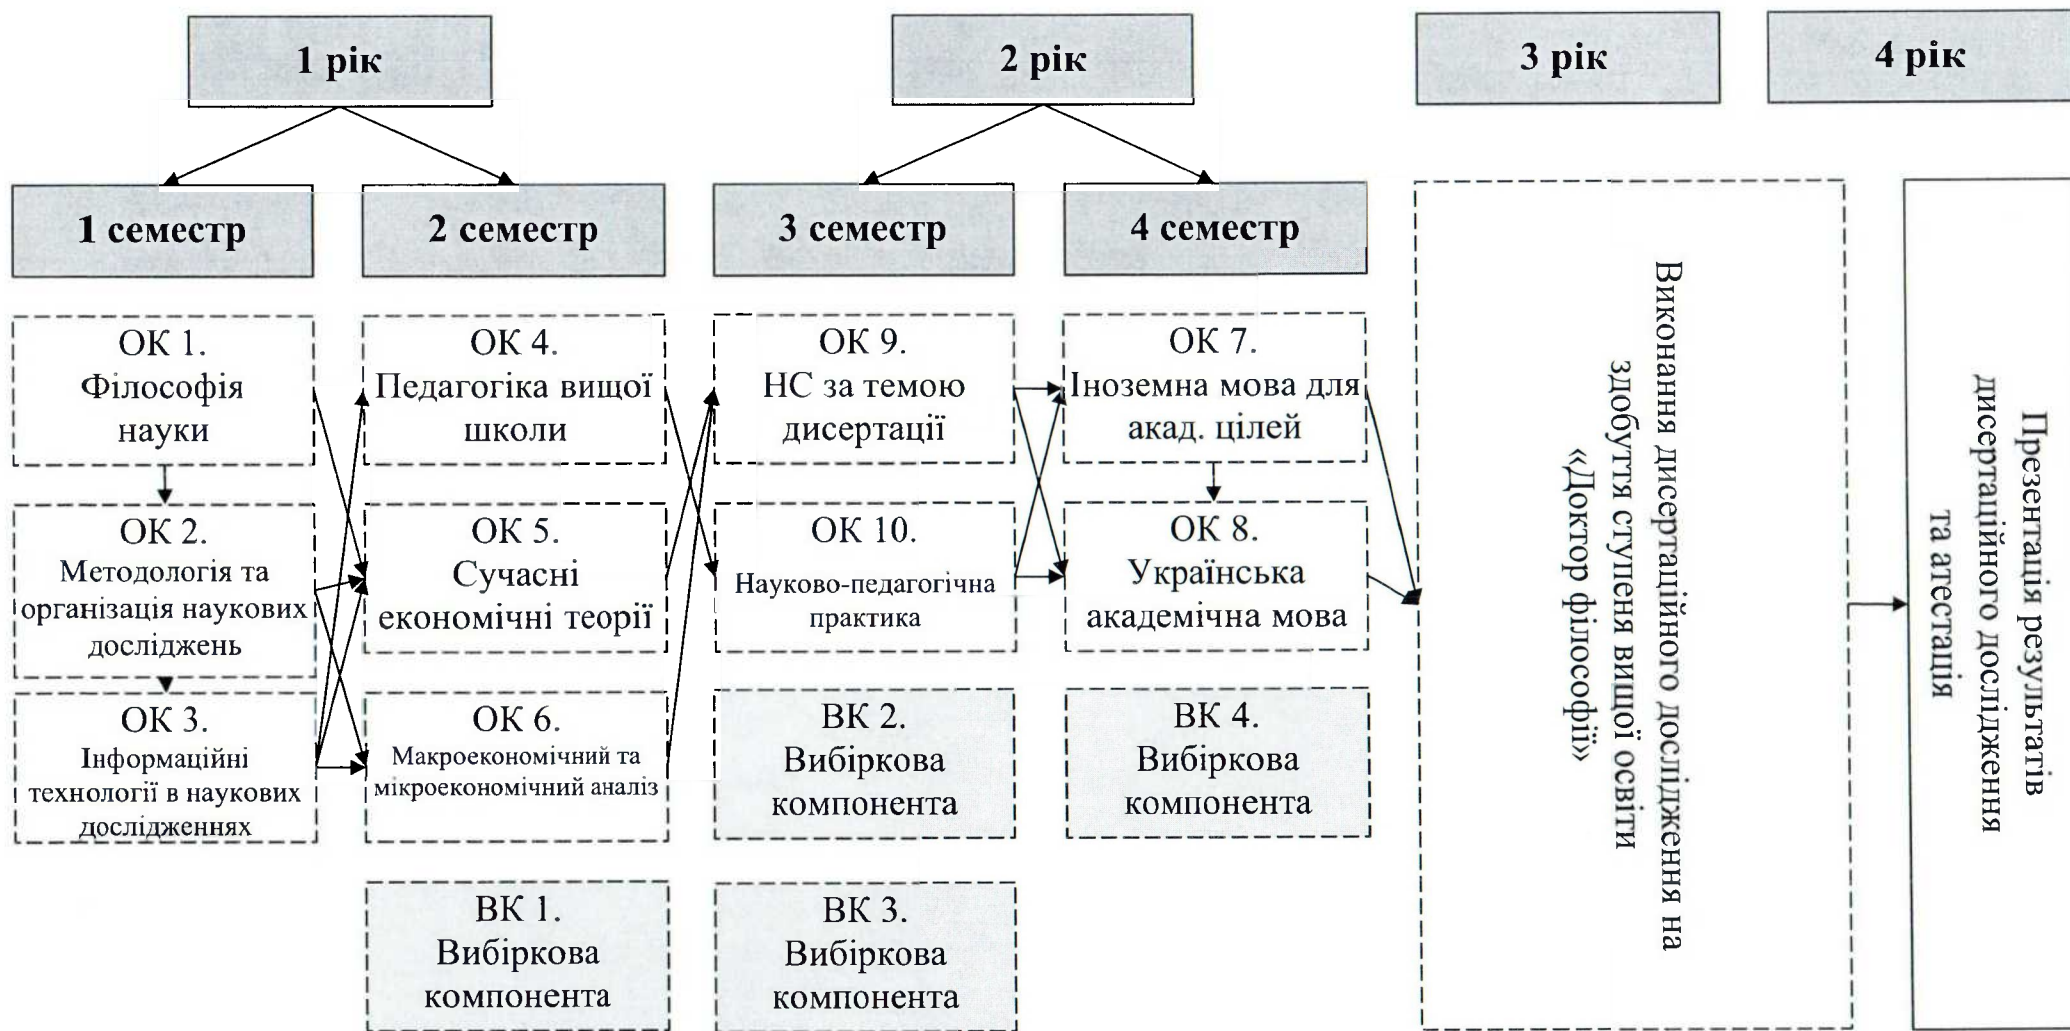 1 рік
2 рік
3 рік
4 рік
1 семестр
2 семестр
3 семестр
4 семестр
ОК 1.
Філософія
науки
ОК 2.
Методологія та
організація наукових
досліджень
ОК 3.
Інформаційні
технології в наукових
дослідженнях
ОК 4.
Педагогіка вищої
школи
ОК 5.
Сучасні
економічні теорії
ОК 6.
Макроекономічний та
мікроекономічний аналіз
ВК 1.
Вибіркова
компонента
ОК 9.
НС за темою
дисертації
ОК 10.
Науково-педагогічна
практика
ВК 2.
Вибіркова
компонента
ВК 3.
Вибіркова
компонента
ОК 7.
Іноземна мова для
акад. цілей
ОК 8.
Українська
академічна мова
ВК 4.
Вибіркова
компонента
Виконання дисертаційного дослідження на
здобуття ступеня вищої освіти
«Доктор філософії»
Презентація результатів
дисертаційного дослідження
та атестація